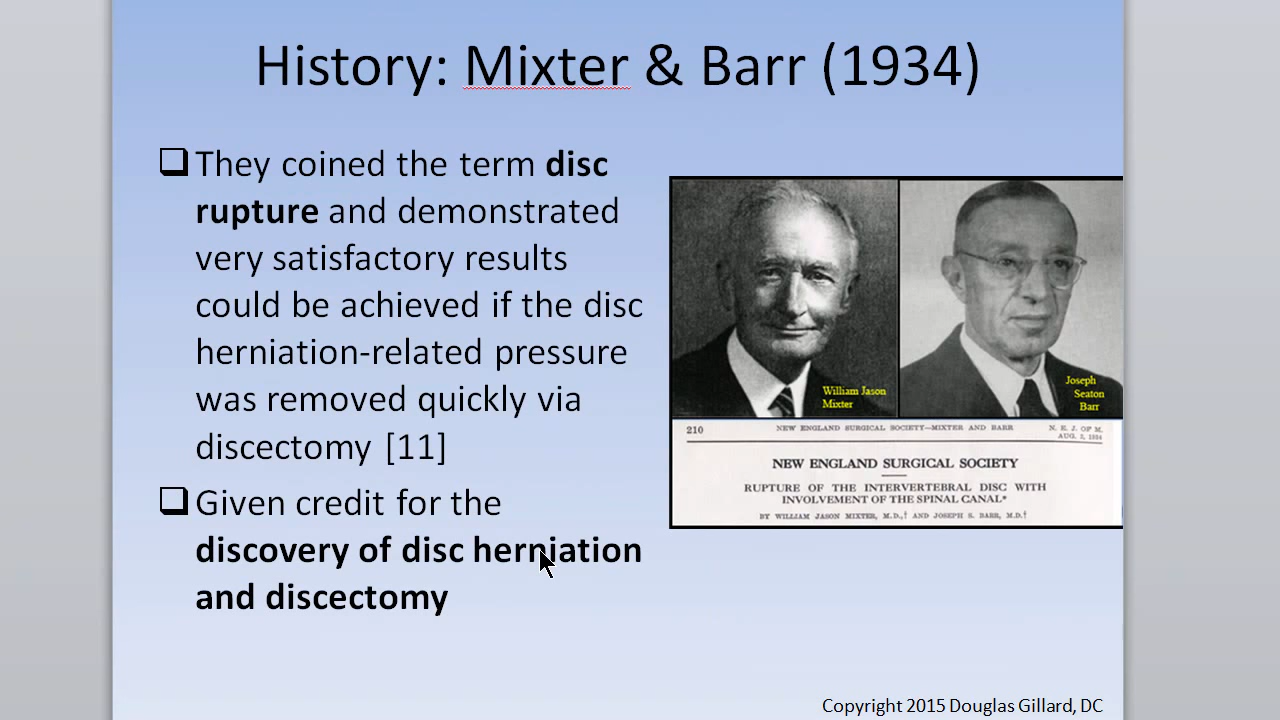 History: Mixter & Barr (1934)
They coined the term disc
rupture and demonstrated
very satisfactory results
could be achieved if the disc
herniation-related pressure
was removed quickly via
discectomy [11]
Given credit for the
discovery of disc herniation
and discectomy
William Jason
Mixter
Joseph
Seaton
Barr
210 NEW ENGLAND SURGICAL SOCIETY—MIXTER AND BARR N. E. J. OF M.
AUG. 2, 1934
NEW ENGLAND SURGICAL SOCIETY
RUPTURE OF THE INTERVERTEBRAL DISC WITH
INVOLVEMENT OF THE SPINAL CANAL*
BY WILLIAM JASON MIXTER, M.D.,† AND JOSEPH S. BARR, M.D.†
Copyright 2015 Douglas Gillard, DC